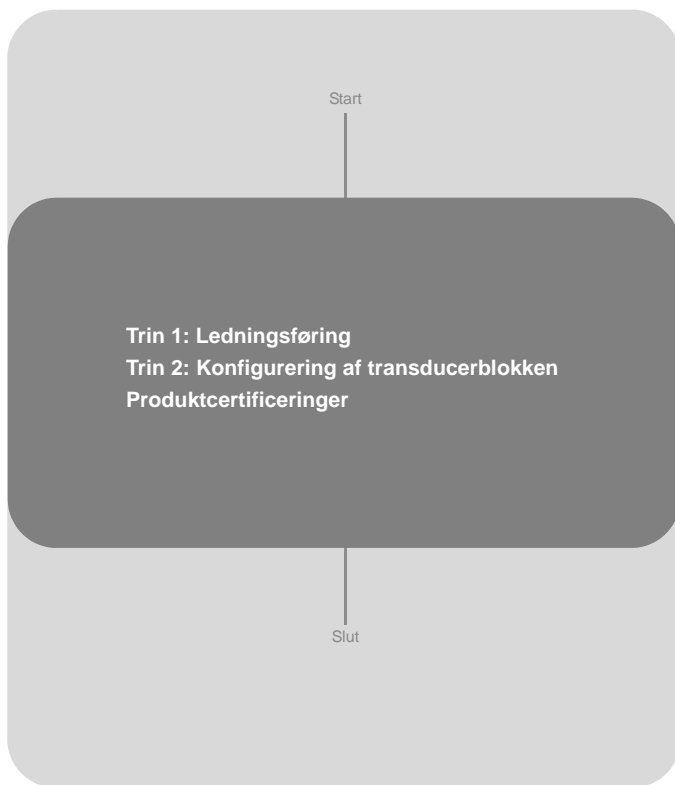 Start
Trin 1: Ledningsføring
Trin 2: Konfigurering af transducerblokken
Produktcertificeringer
Slut